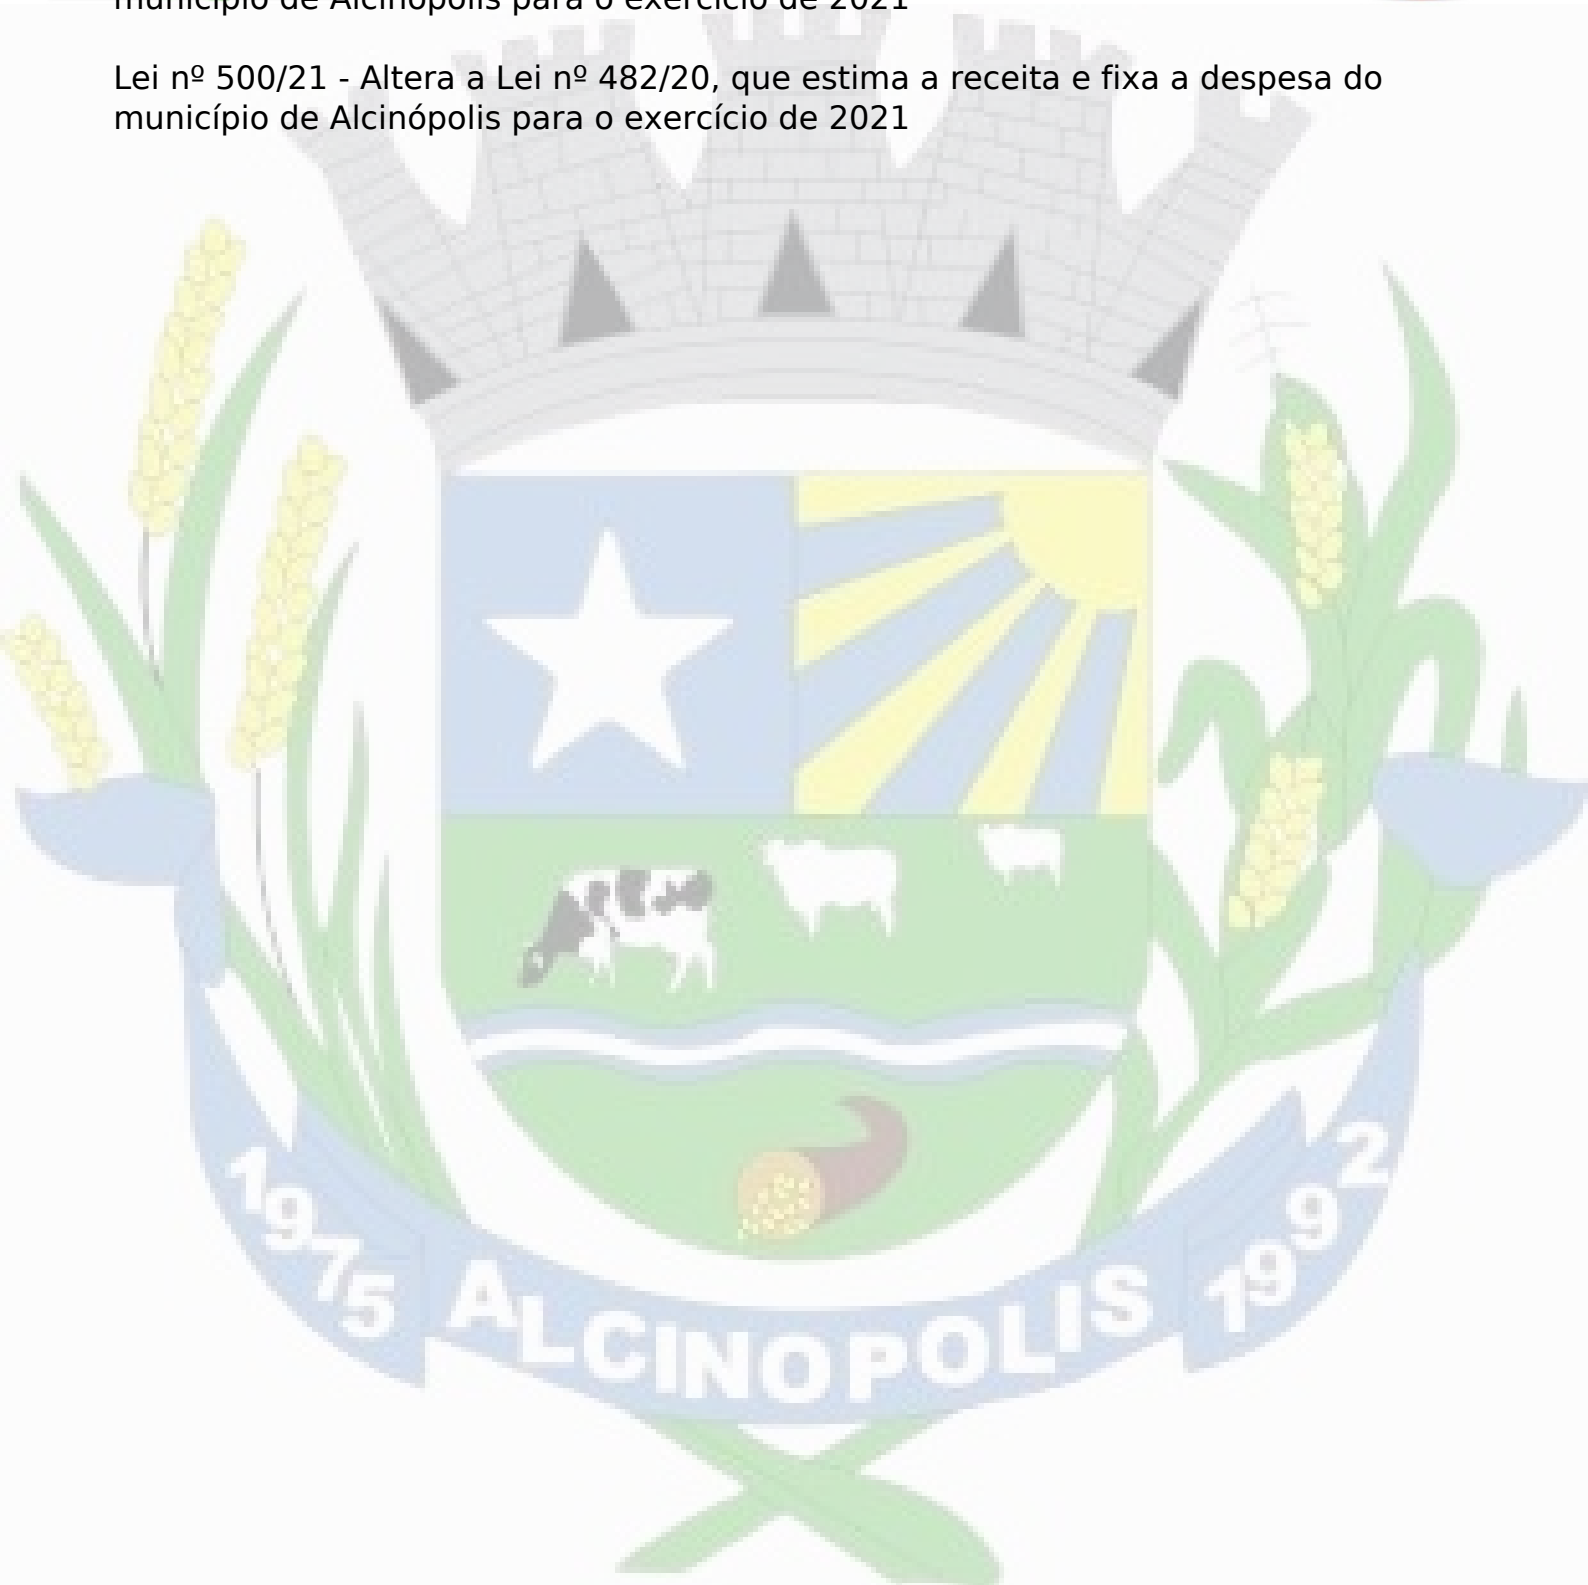 município de Alcinópolis para o exercício de 2021
Lei nº 500/21 - Altera a Lei nº 482/20, que estima a receita e fixa a despesa do
município de Alcinópolis para o exercício de 2021
1975 ALCINOPOLIS 1992